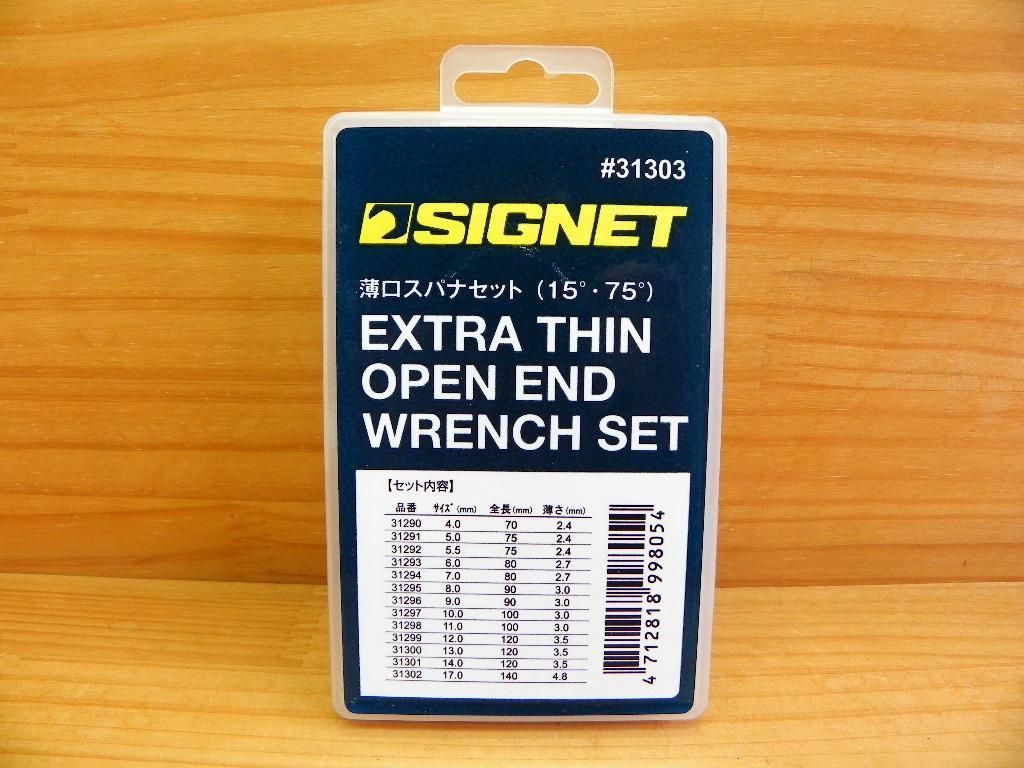 #31303
SIGNET
薄口スパナセット（15°・75°）
EXTRA THIN
OPEN END
WRENCH SET
【セット内容】
品番 ｻｲｽﾞ(mm) 全長(mm) 薄さ(mm)
31290 4.0 70 2.4
31291 5.0 75 2.4
31292 5.5 75 2.4
31293 6.0 80 2.7
31294 7.0 80 2.7
31295 8.0 90 3.0
31296 9.0 90 3.0
31297 10.0 100 3.0
31298 11.0 100 3.0
31299 12.0 120 3.5
31300 13.0 120 3.5
31301 14.0 120 3.5
31302 17.0 140 4.8
4 712818 998054